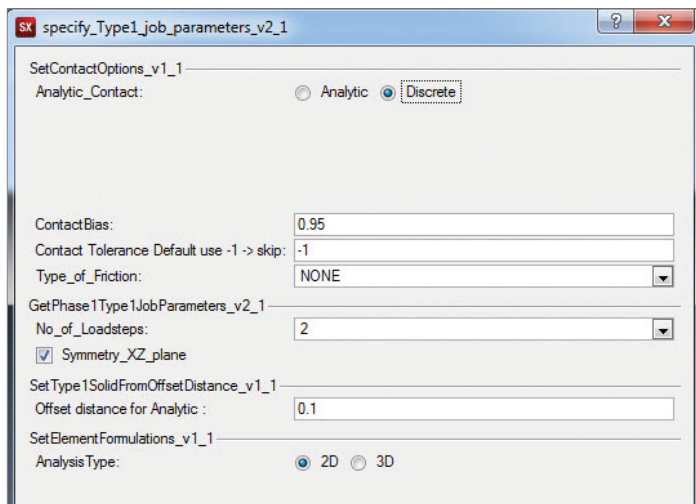 SX specify_Type1_job_parameters_v2_1 ? X
SetContactOptions_v1_1
Analytic_Contact: Analytic Discrete
ContactBias: 0.95
Contact Tolerance Default use -1 -> skip: -1
Type_of_Friction: NONE
GetPhase1Type1JobParameters_v2_1
No_of_Loadsteps: 2
Symmetry_XZ_plane
SetType1SolidFromOffsetDistance_v1_1
Offset distance for Analytic : 0.1
SetElementFormulations_v1_1
AnalysisType: 2D 3D